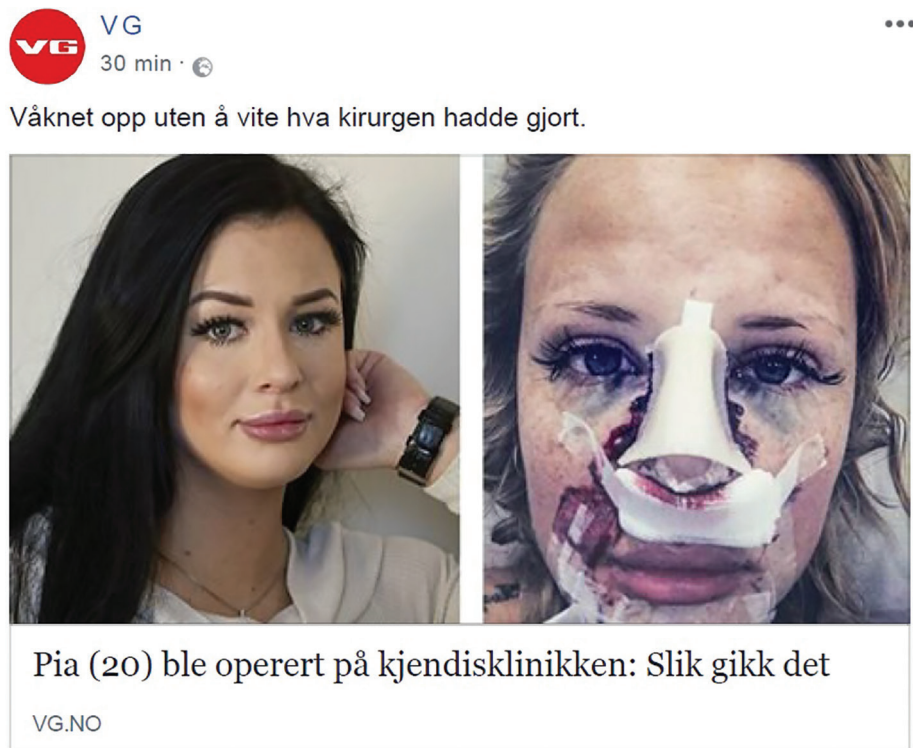 VG
VG
30 min ·
Våknet opp uten å vite hva kirurgen hadde gjort.
Pia (20) ble operert på kjendisklinikken: Slik gikk det
VG.NO